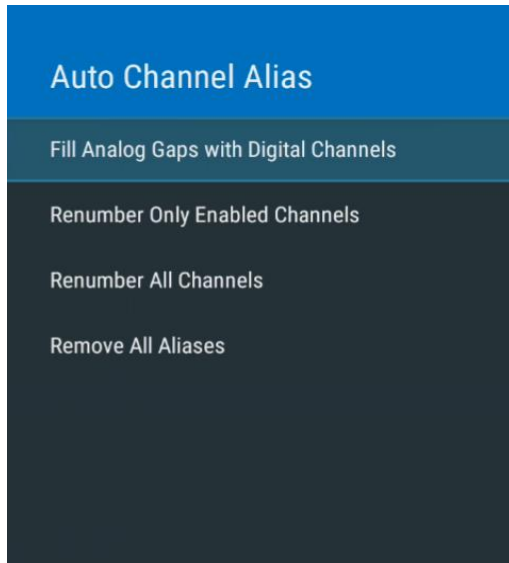 Auto Channel Alias
Fill Analog Gaps with Digital Channels
Renumber Only Enabled Channels
Renumber All Channels
Remove All Aliases